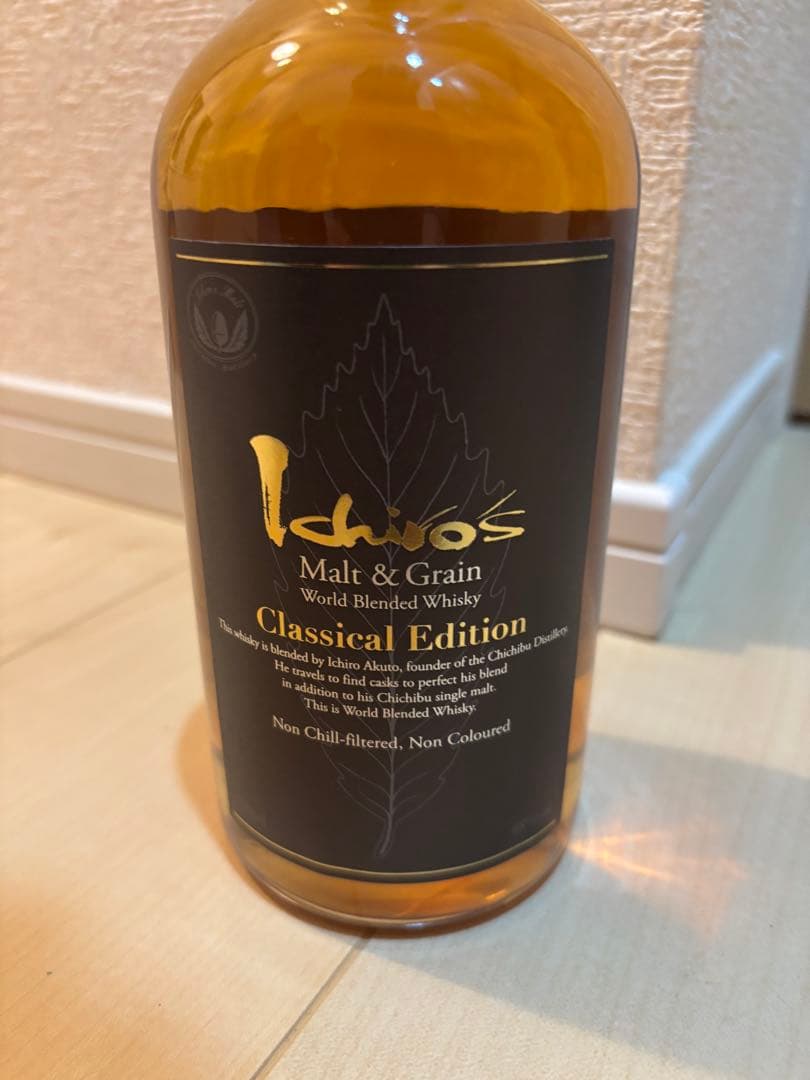 Ichiro's
Malt & Grain
World Blended Whisky
Classical Edition
This whisky is blended by Ichiro Akuto, founder of the Chichibu Distillery.
He travels to find casks to perfect his blend
in addition to his Chichibu single malt.
This is World Blended Whisky.
Non Chill-filtered, Non Coloured